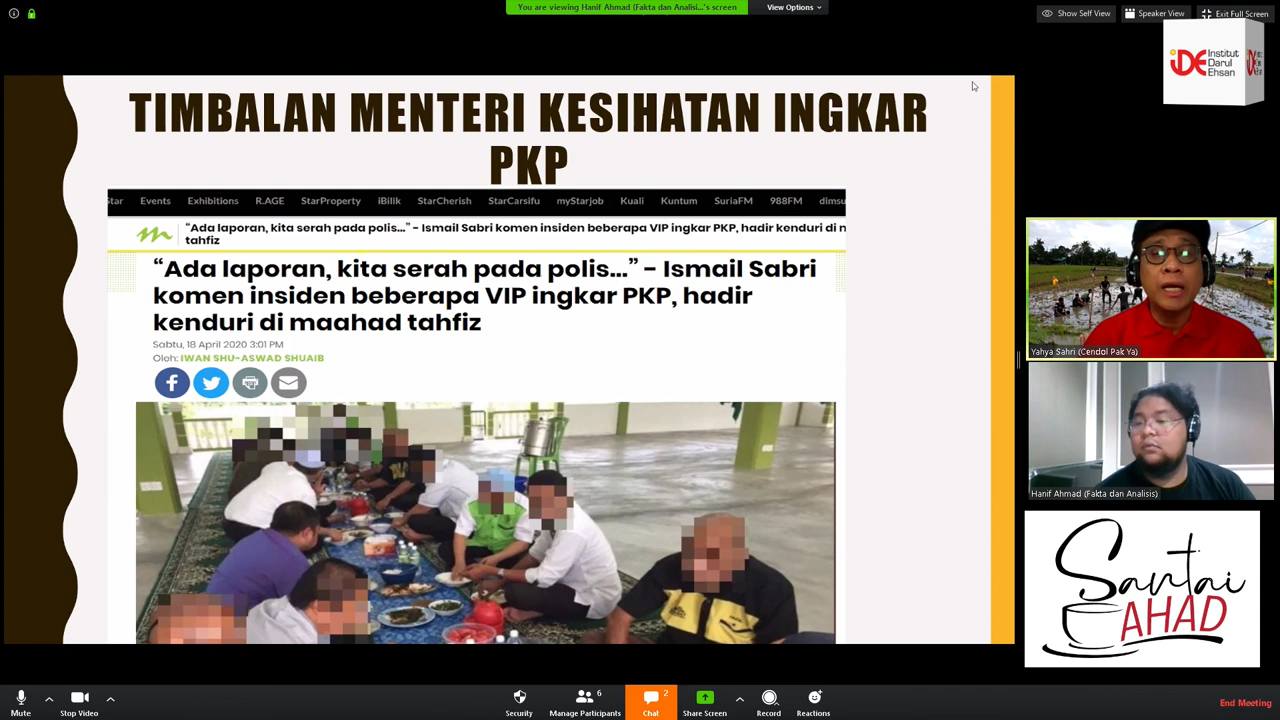 You are viewing Hanif Ahmad (Fakta dan Analisi...'s screen
View Options
Show Self View
Speaker View
Exit Full Screen
Institut
Darul
Ehsan
TIMBALAN MENTERI KESIHATAN INGKAR
PKP
Star Events Exhibitions R.AGE StarProperty iBilik StarCherish StarCarsifu myStarjob Kuali Kuntum SuriaFM 988FM dimsu
“Ada laporan, kita serah pada polis...” - Ismail Sabri komen insiden beberapa VIP ingkar PKP, hadir kenduri di m
tahfiz
“Ada laporan, kita serah pada polis...” - Ismail Sabri
komen insiden beberapa VIP ingkar PKP, hadir
kenduri di maahad tahfiz
Sabtu, 18 April 2020 3:01 PM
Oleh: IWAN SHU-ASWAD SHUAIB
Yahya Sahri (Cendol Pak Ya)
Hanif Ahmad (Fakta dan Analisis)
Santai
AHAD
Mute
Stop Video
Security
6
Manage Participants
2
Chat
Share Screen
Record
Reactions
End Meeting